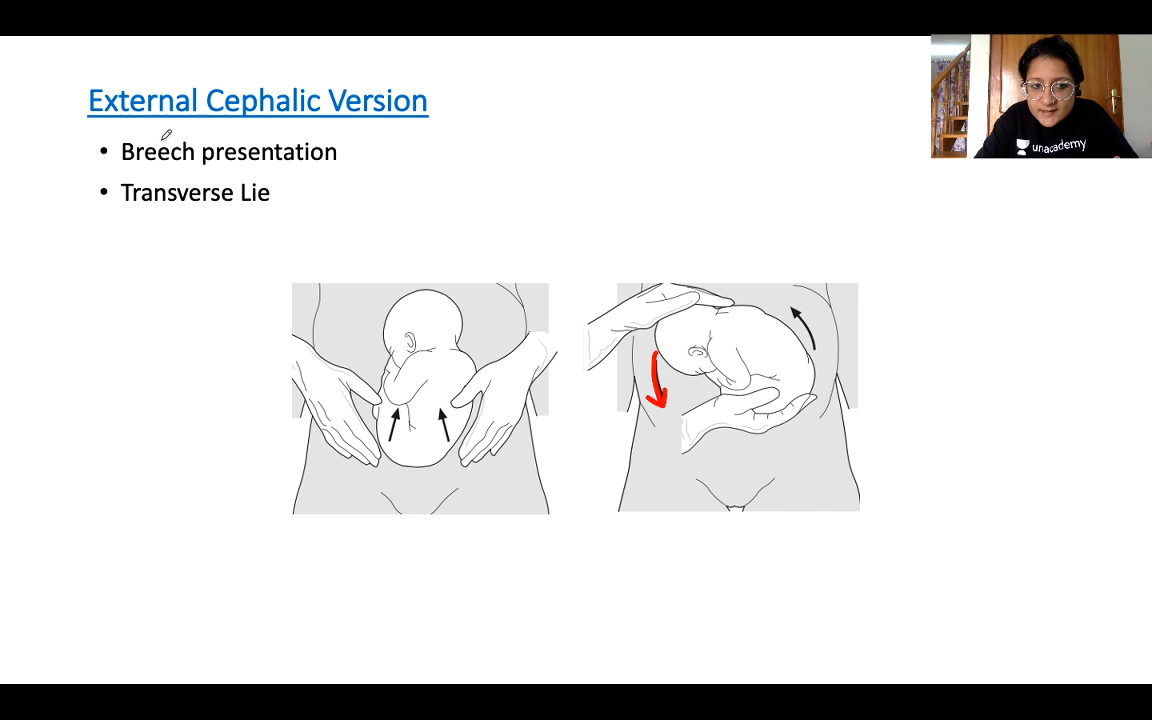 External Cephalic Version
• Breech presentation
• Transverse Lie
unacademy